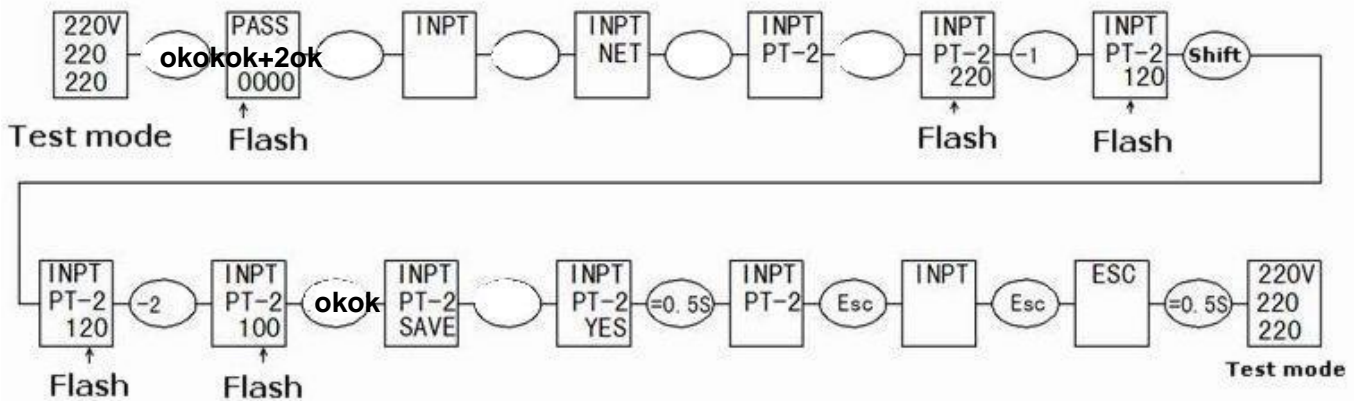 220V
220
220
okokok+2ok
PASS
0000
INPT
INPT
NET
INPT
PT-2
INPT
PT-2
220
-1
INPT
PT-2
120
Shift
Test mode
Flash
Flash
Flash
INPT
PT-2
120
-2
INPT
PT-2
100
okok
INPT
PT-2
SAVE
INPT
PT-2
YES
=0.5S
INPT
PT-2
Esc
INPT
Esc
ESC
=0.5S
220V
220
220
Flash
Flash
Test mode